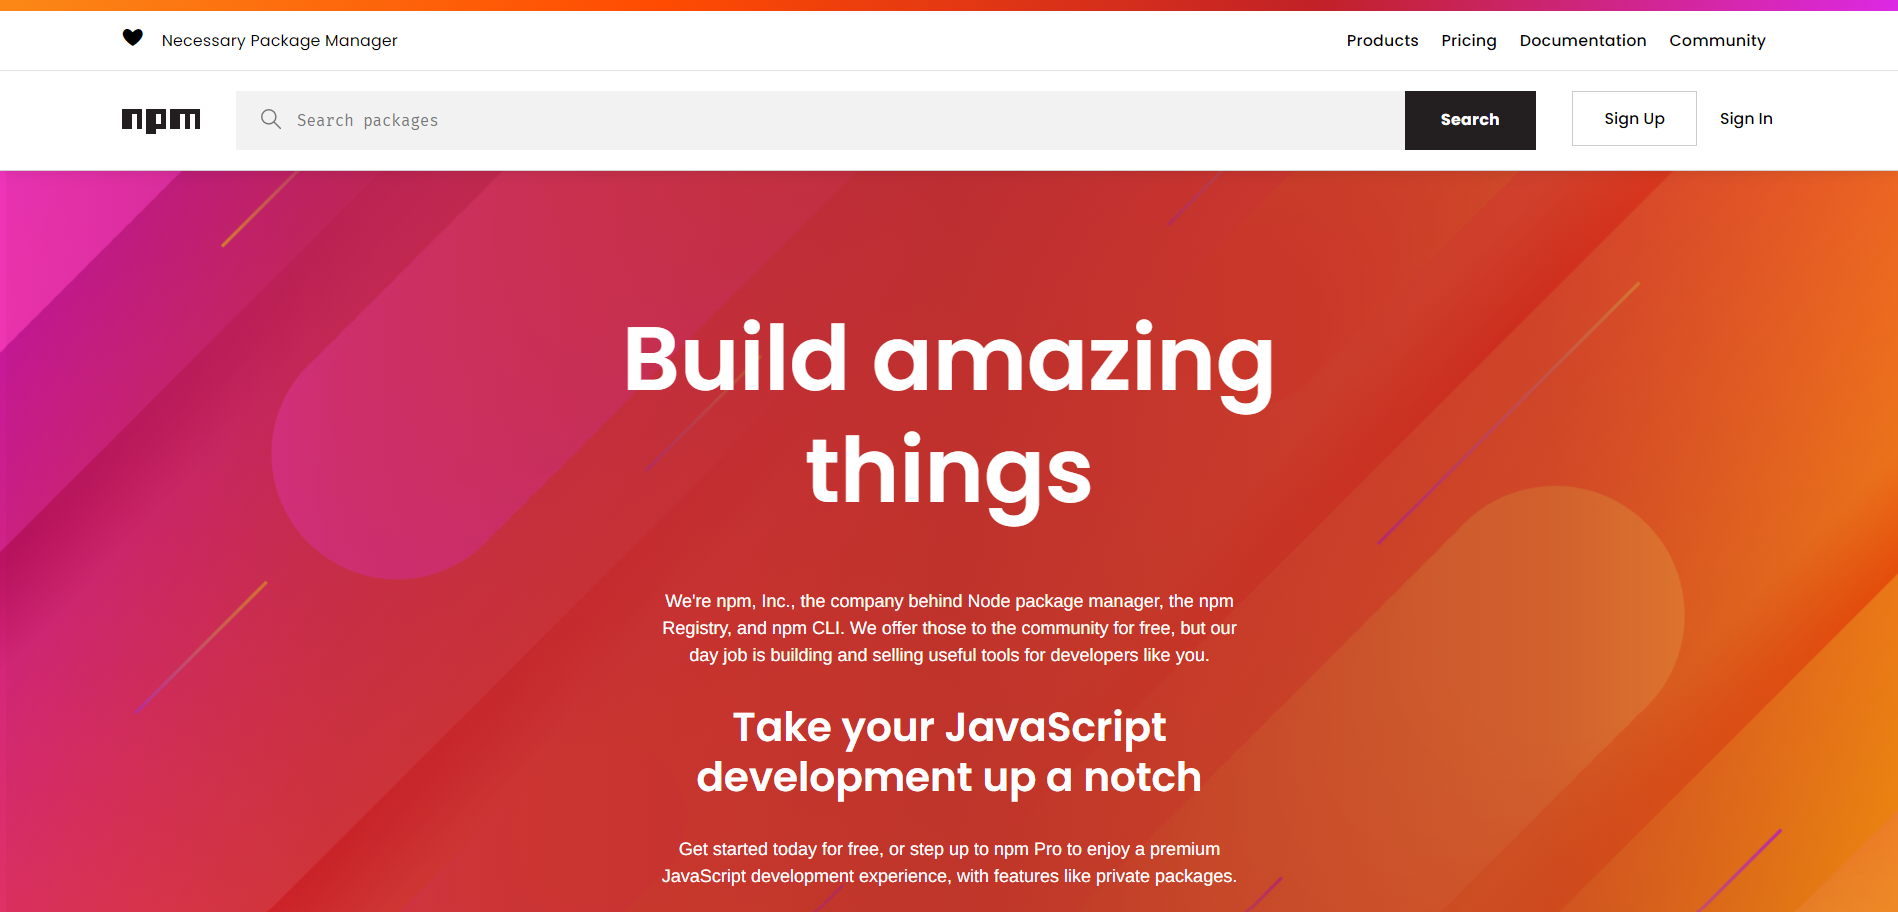 Necessary Package Manager
Products Pricing Documentation Community
npm
Search packages
Search
Sign Up
Sign In
Build amazing
things
We're npm, Inc., the company behind Node package manager, the npm
Registry, and npm CLI. We offer those to the community for free, but our
day job is building and selling useful tools for developers like you.
Take your JavaScript
development up a notch
Get started today for free, or step up to npm Pro to enjoy a premium
JavaScript development experience, with features like private packages.